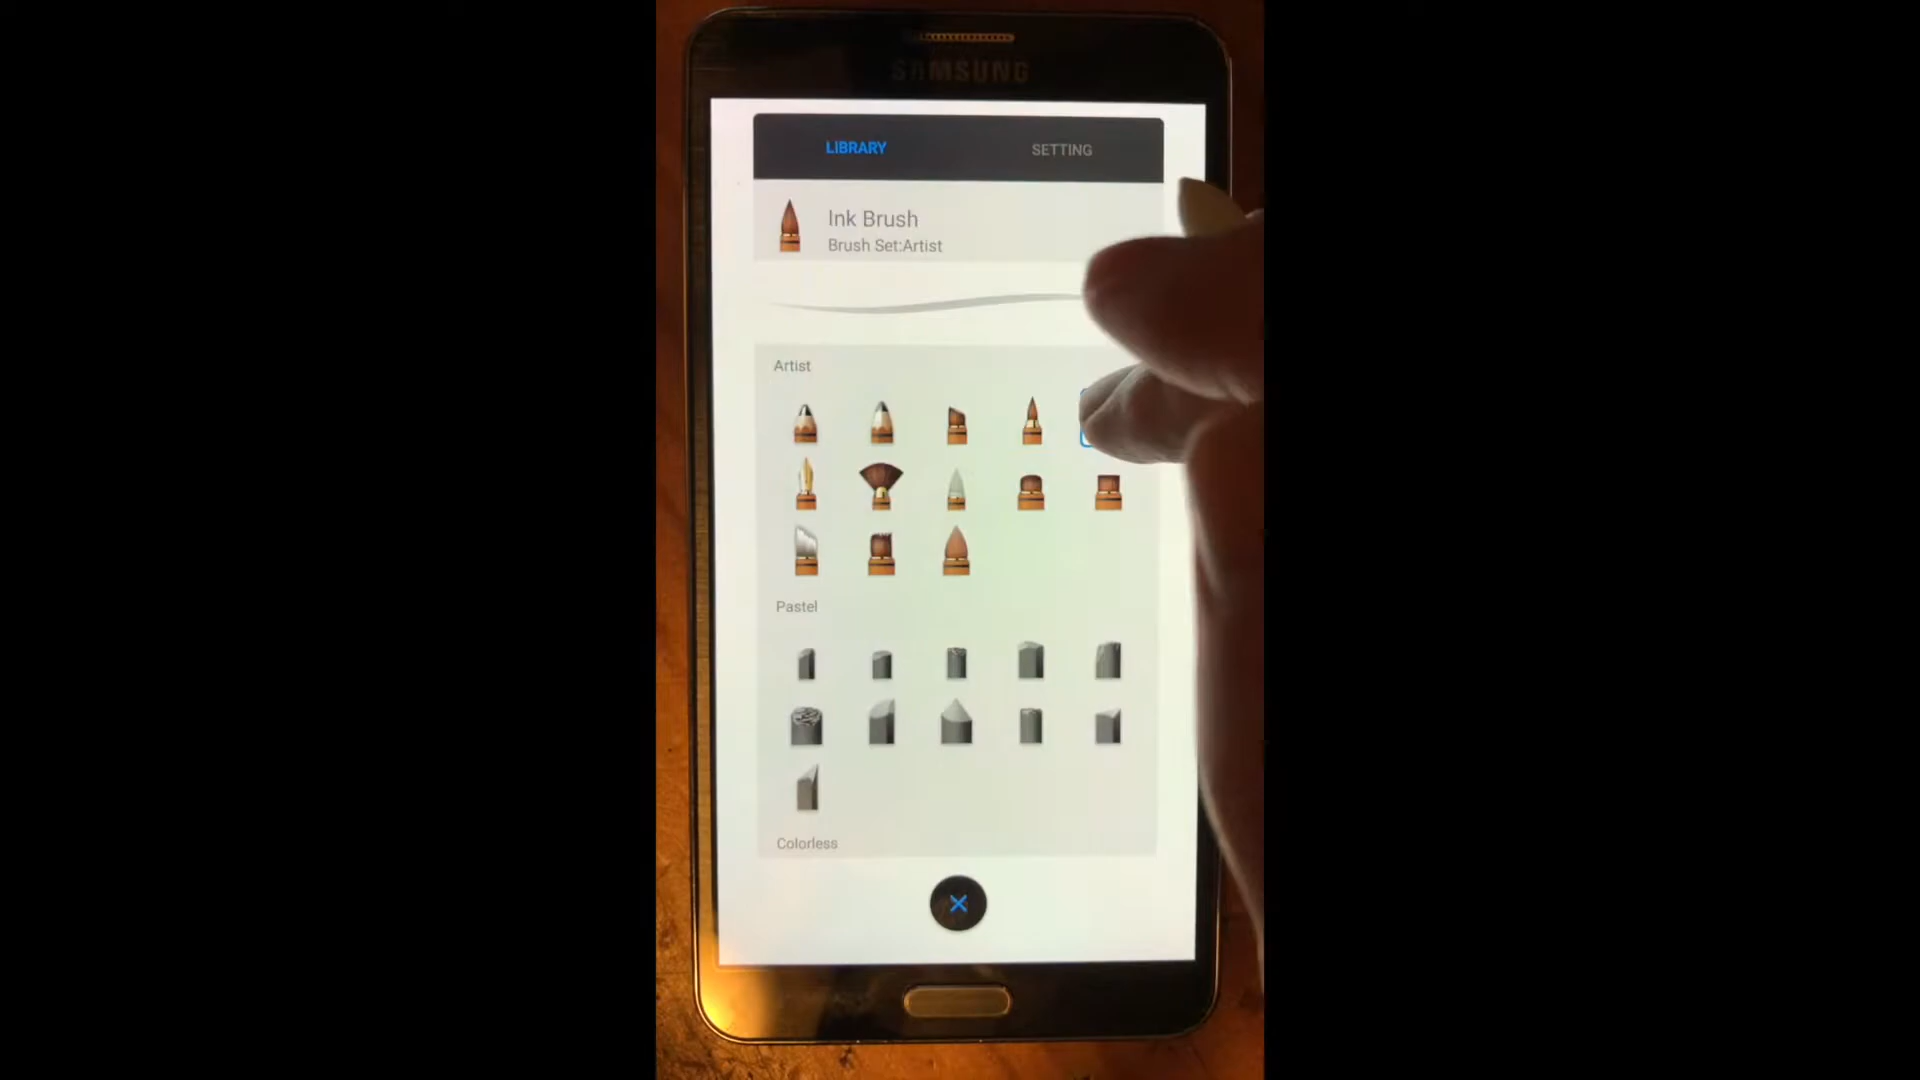 SAMSUNG
LIBRARY
SETTING
Ink Brush
Brush Set:Artist
Artist
Pastel
Colorless